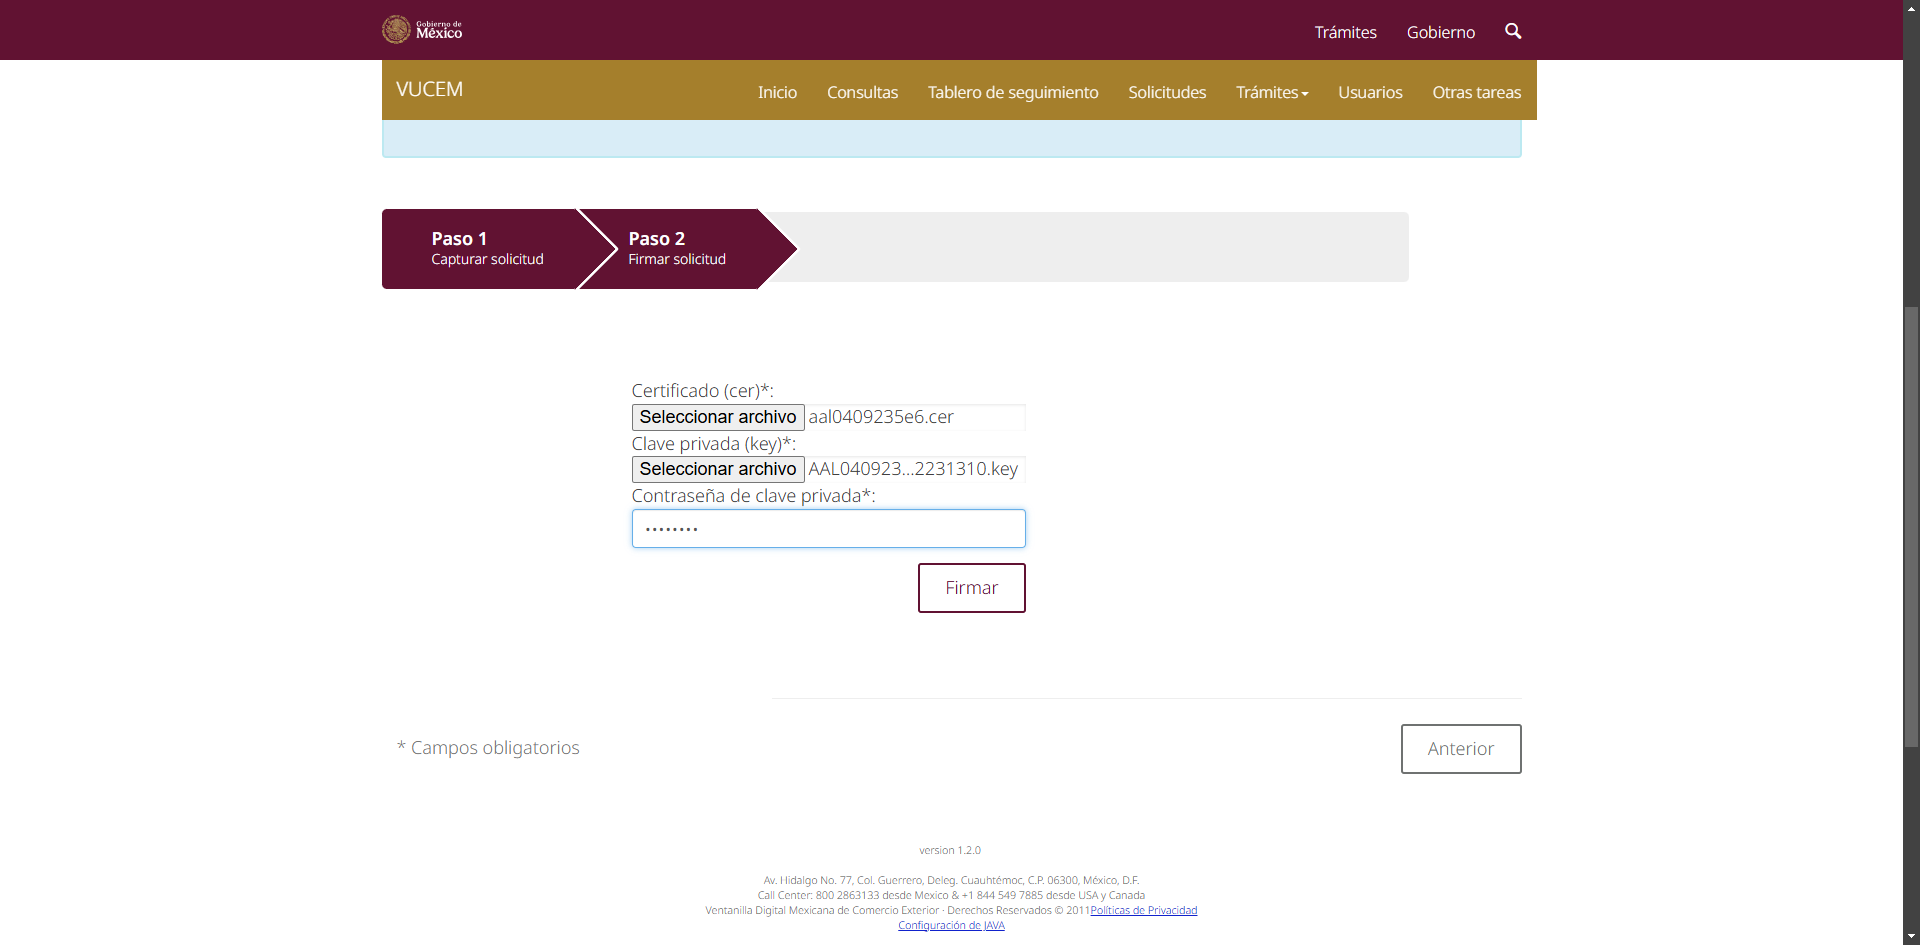 Gobierno de
México
Trámites Gobierno
VUCEM
Inicio Consultas Tablero de seguimiento Solicitudes Trámites Usuarios Otras tareas
Paso 1
Capturar solicitud
Paso 2
Firmar solicitud
Certificado (cer)*:
Seleccionar archivo aal0409235e6.cer
Clave privada (key)*:
Seleccionar archivo AAL040923...2231310.key
Contraseña de clave privada*:
••••••••
Firmar
* Campos obligatorios
Anterior
version 1.2.0
Av. Hidalgo No. 77, Col. Guerrero, Deleg. Cuauhtémoc, C.P. 06300, México, D.F.
Call Center: 800 2863133 desde Mexico & +1 844 549 7885 desde USA y Canada
Ventanilla Digital Mexicana de Comercio Exterior · Derechos Reservados © 2011Políticas de Privacidad
Configuración de JAVA